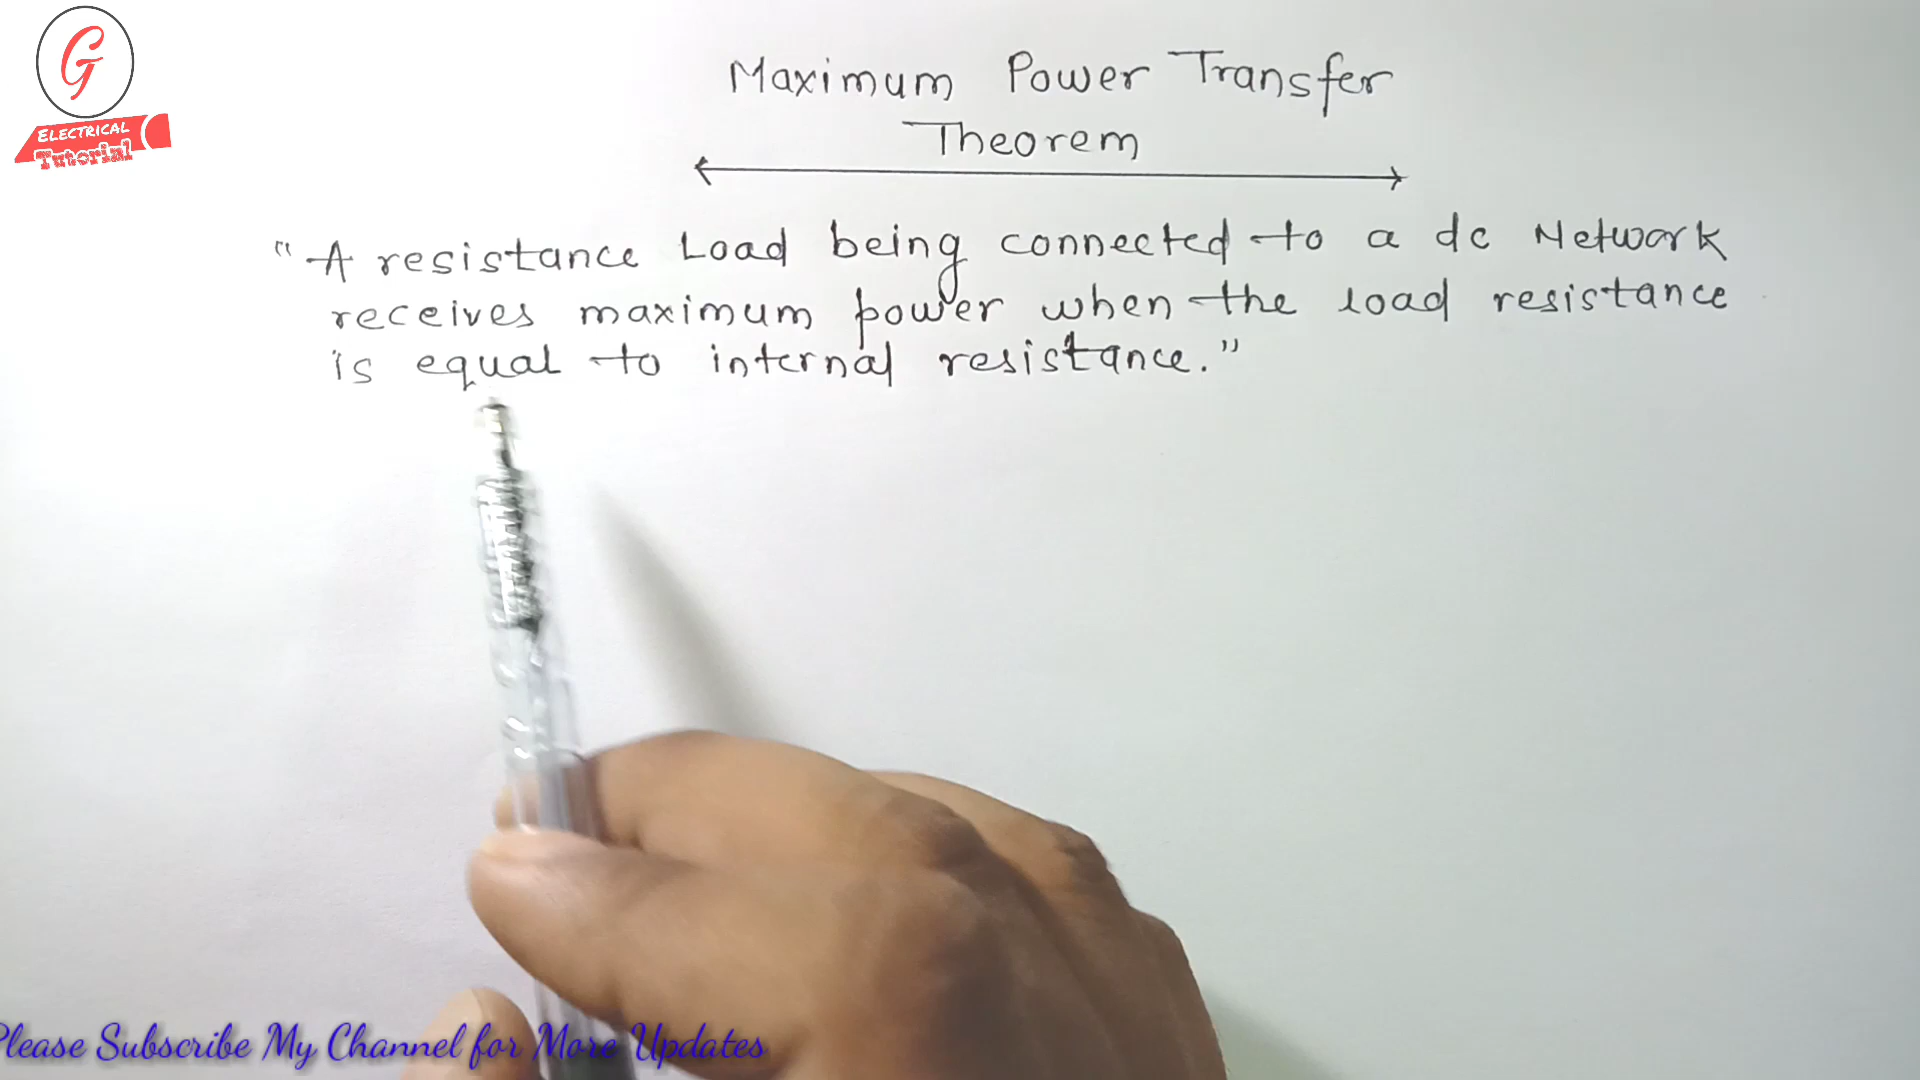 G
ELECTRICAL
Tutorial
Maximum Power Transfer
Theorem
"A resistance Load being connected to a dc Network
receives maximum power when the load resistance
is equal to internal resistance."
Please Subscribe My Channel for More Updates